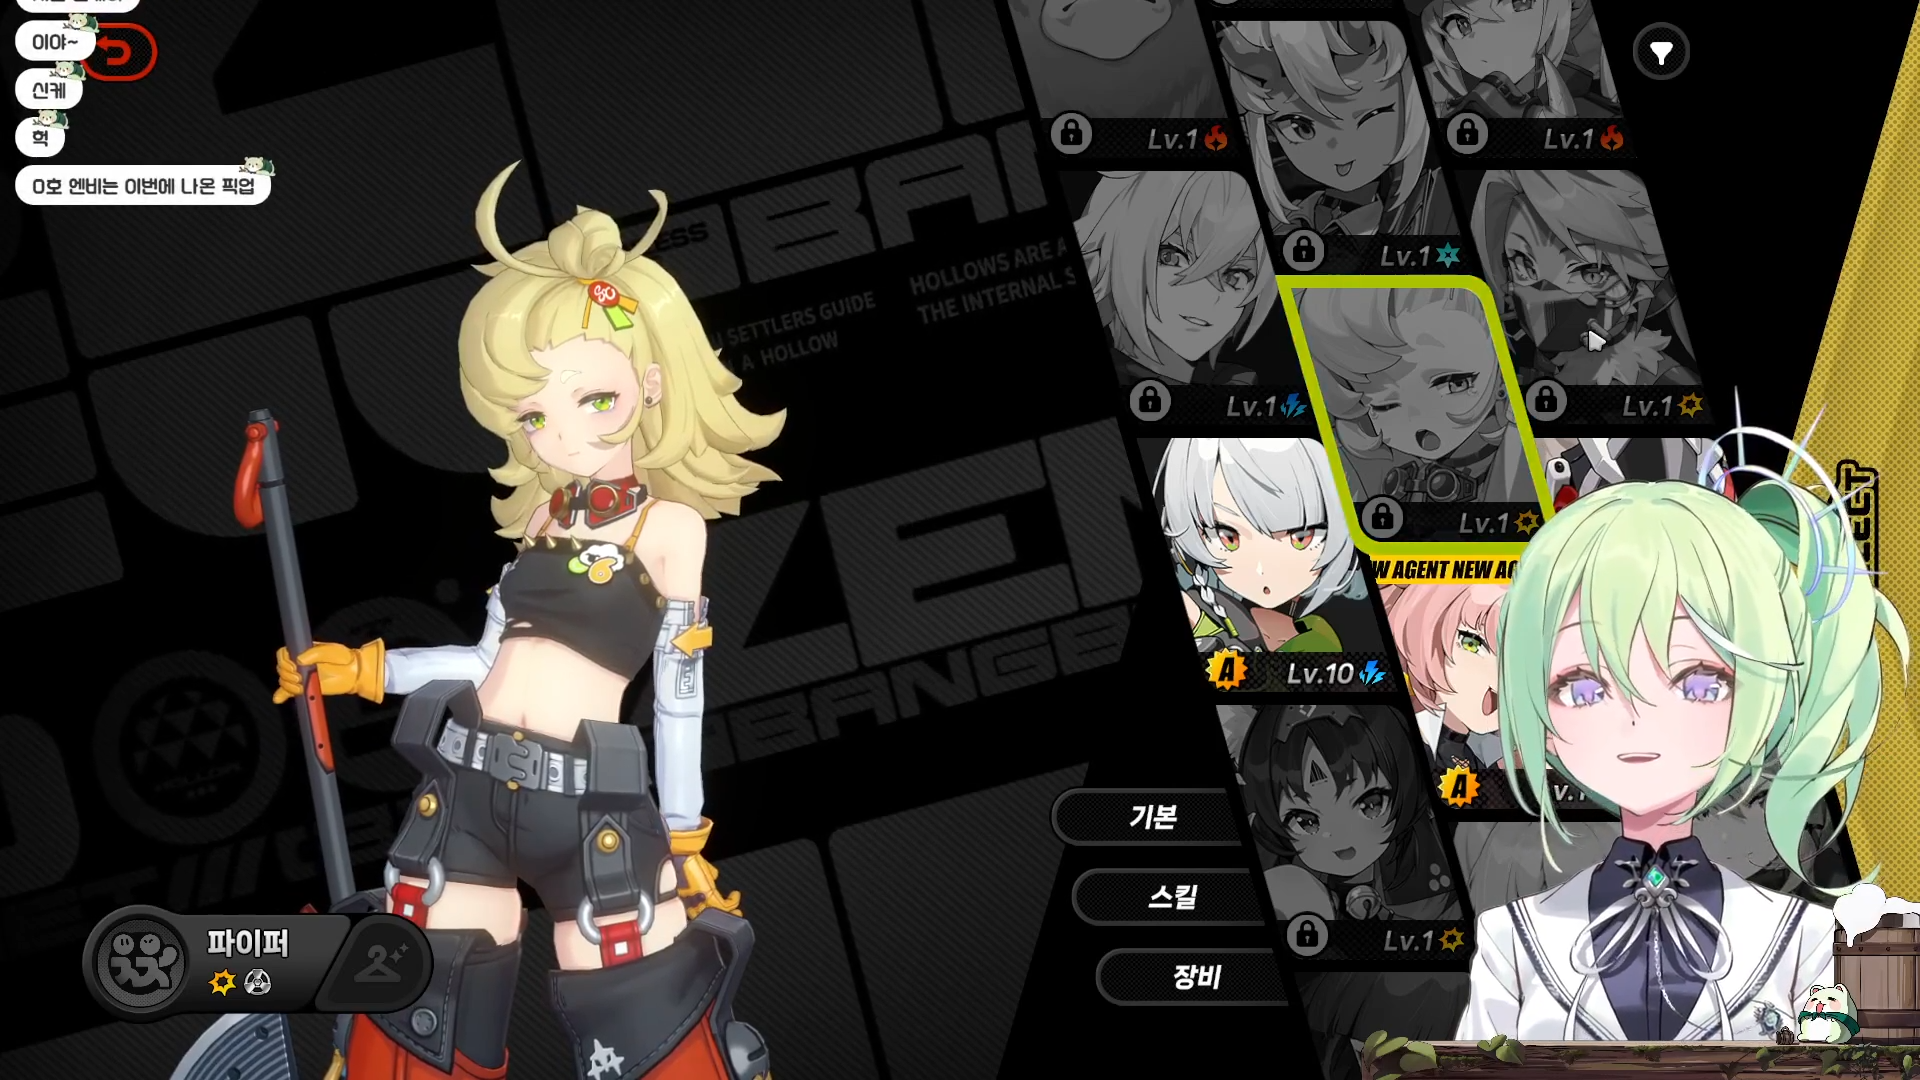 이야~
신케
헉
0호 엔비는 이번에 나온 픽업
SETTLERS GUIDE
A HOLLOW
HOLLOWS ARE A
THE INTERNAL S
Lv.1
Lv.1
Lv.1
Lv.1
Lv.1
Lv.1
W AGENT NEW AG
A
Lv.10
A
Lv.1
기본
스킬
장비
파이퍼